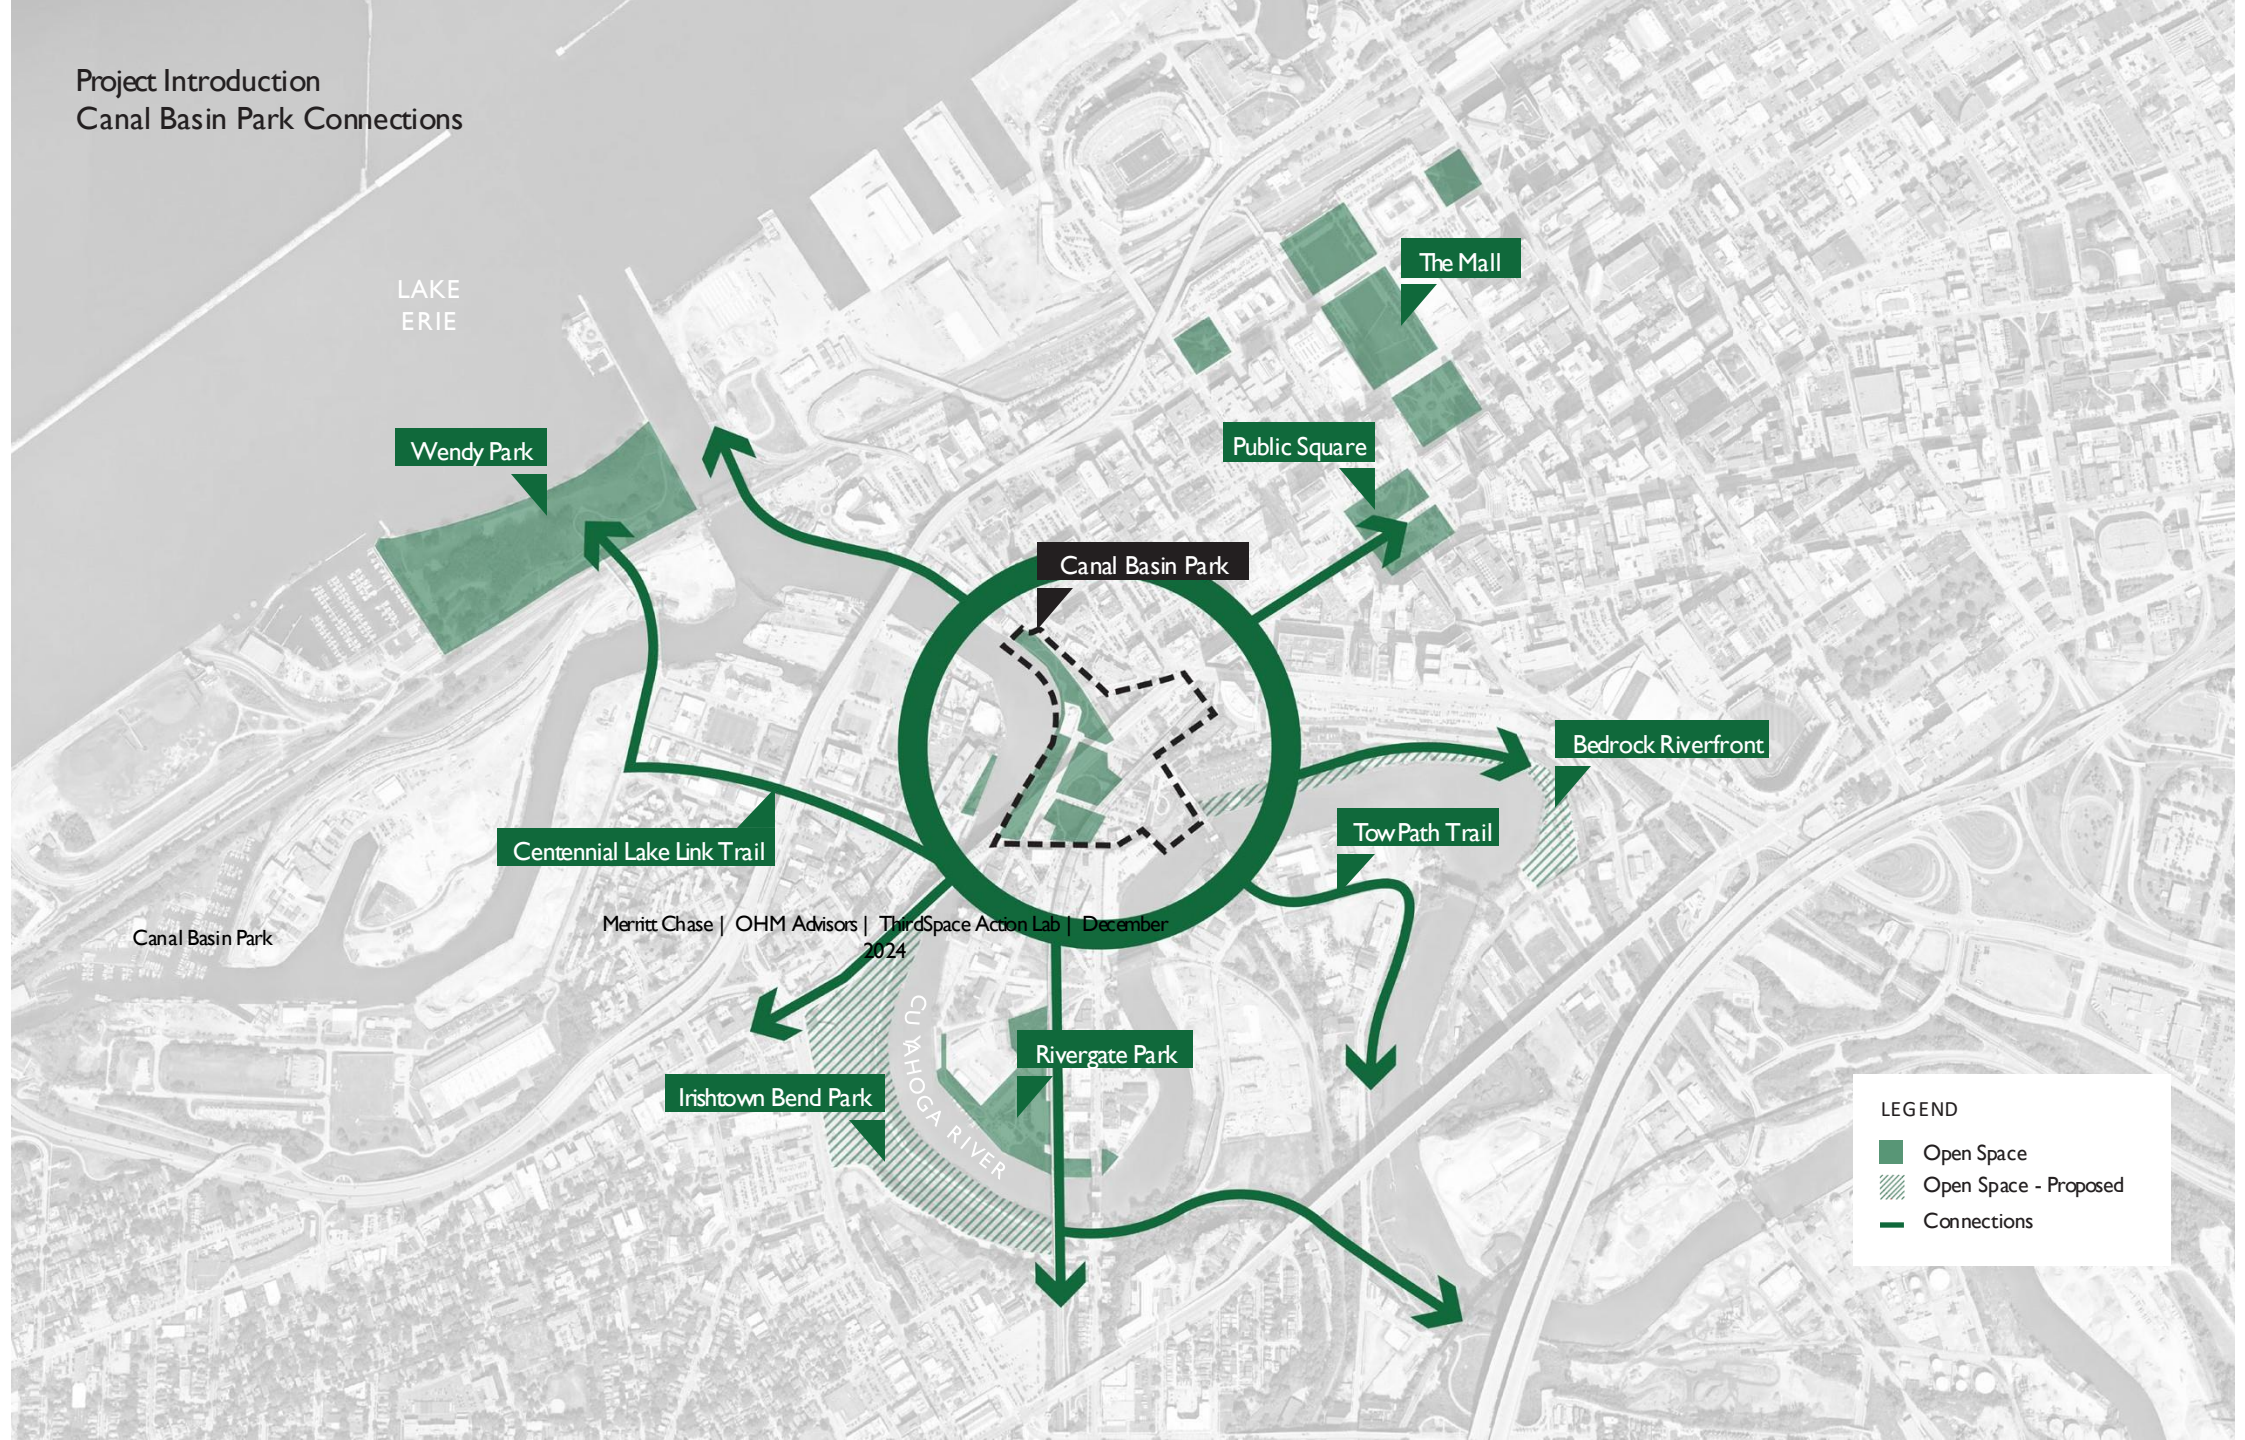 Project Introduction
Canal Basin Park Connections
LAKE
ERIE
The Mall
Wendy Park
Public Square
Canal Basin Park
Bedrock Riverfront
TowPath Trail
Centennial Lake Link Trail
Merritt Chase | OHM Advisors | ThirdSpace Action Lab | December
2024
Canal Basin Park
CUYAHOGA RIVER
Rivergate Park
Irishtown Bend Park
LEGEND
Open Space
Open Space - Proposed
Connections